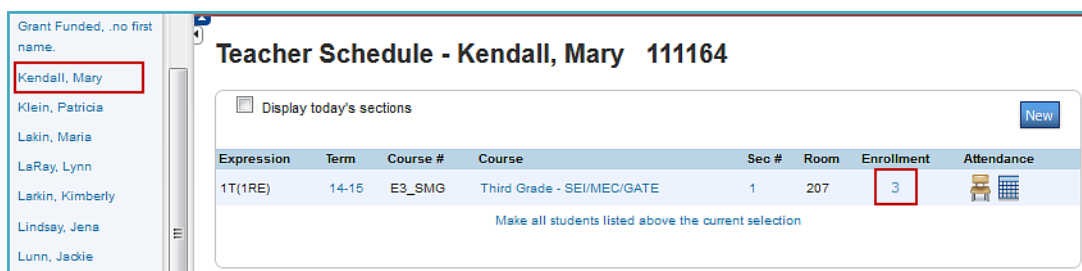 Grant Funded, .no first
name.
Kendall, Mary
Klein, Patricia
Lakin, Maria
LaRay, Lynn
Larkin, Kimberly
Lindsay, Jena
Lunn, Jackie
Teacher Schedule - Kendall, Mary 111164
Display today's sections
New
Expression Term Course # Course Sec # Room Enrollment Attendance
1T(1RE) 14-15 E3_SMG Third Grade - SEI/MEC/GATE 1 207 3
Make all students listed above the current selection